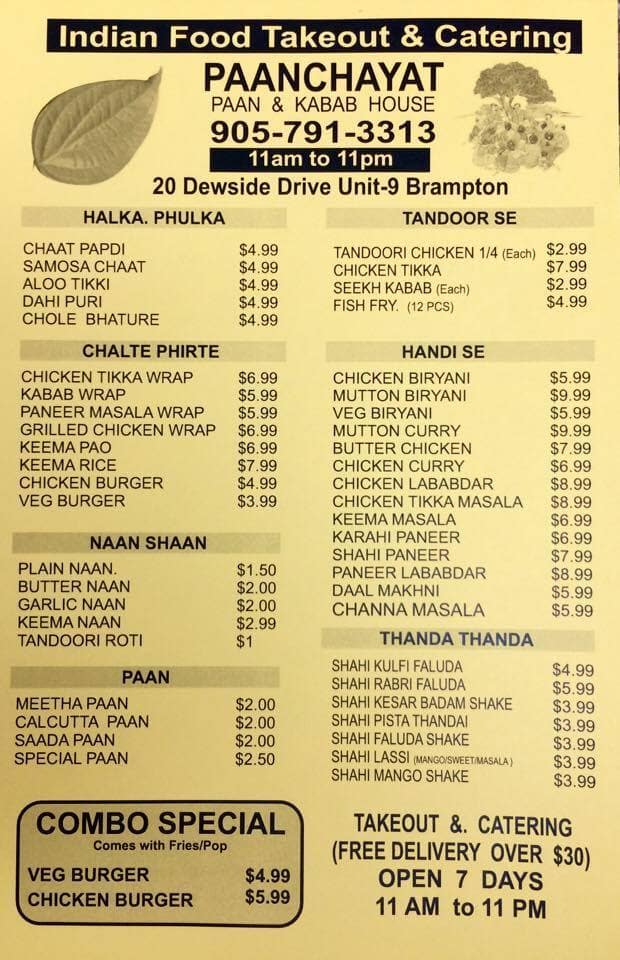 Indian Food Takeout & Catering
PAANCHAYAT
PAAN & KABAB HOUSE
905-791-3313
11am to 11pm
20 Dewside Drive Unit-9 Brampton
HALKA. PHULKA
CHAAT PAPDI $4.99
SAMOSA CHAAT $4.99
ALOO TIKKI $4.99
DAHI PURI $4.99
CHOLE BHATURE $4.99
CHALTE PHIRTE
CHICKEN TIKKA WRAP $6.99
KABAB WRAP $5.99
PANEER MASALA WRAP $5.99
GRILLED CHICKEN WRAP $6.99
KEEMA PAO $6.99
KEEMA RICE $7.99
CHICKEN BURGER $4.99
VEG BURGER $3.99
NAAN SHAAN
PLAIN NAAN. $1.50
BUTTER NAAN $2.00
GARLIC NAAN $2.00
KEEMA NAAN $2.99
TANDOORI ROTI $1
PAAN
MEETHA PAAN $2.00
CALCUTTA PAAN $2.00
SAADA PAAN $2.00
SPECIAL PAAN $2.50
COMBO SPECIAL
Comes with Fries/Pop
VEG BURGER $4.99
CHICKEN BURGER $5.99
TANDOOR SE
TANDOORI CHICKEN 1/4 (Each) $2.99
CHICKEN TIKKA $7.99
SEEKH KABAB (Each) $2.99
FISH FRY. (12 PCS) $4.99
HANDI SE
CHICKEN BIRYANI $5.99
MUTTON BIRYANI $9.99
VEG BIRYANI $5.99
MUTTON CURRY $9.99
BUTTER CHICKEN $7.99
CHICKEN CURRY $6.99
CHICKEN LABABDAR $8.99
CHICKEN TIKKA MASALA $8.99
KEEMA MASALA $6.99
KARAHI PANEER $6.99
SHAHI PANEER $7.99
PANEER LABABDAR $8.99
DAAL MAKHNI $5.99
CHANNA MASALA $5.99
THANDA THANDA
SHAHI KULFI FALUDA $4.99
SHAHI RABRI FALUDA $5.99
SHAHI KESAR BADAM SHAKE $3.99
SHAHI PISTA THANDAI $3.99
SHAHI FALUDA SHAKE $3.99
SHAHI LASSI (MANGO/SWEET/MASALA) $3.99
SHAHI MANGO SHAKE $3.99
TAKEOUT &. CATERING
(FREE DELIVERY OVER $30)
OPEN 7 DAYS
11 AM to 11 PM